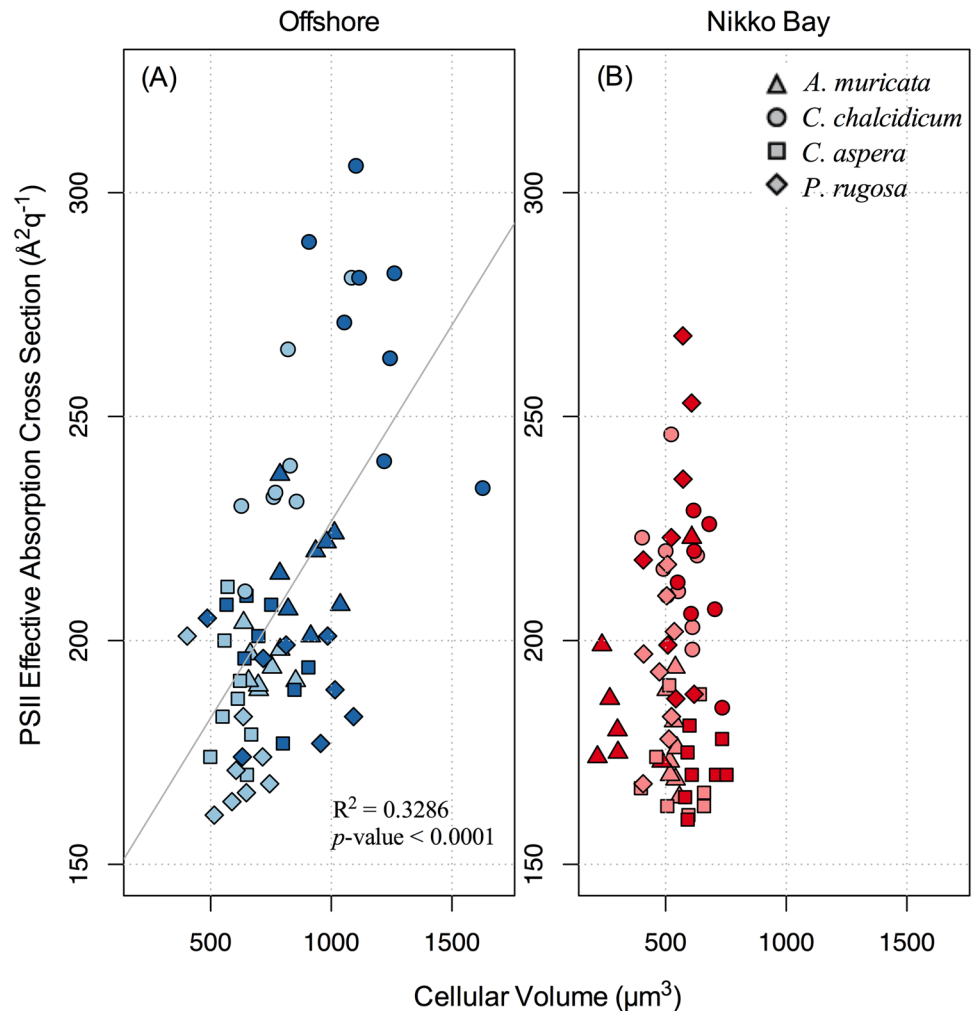 Offshore
Nikko Bay
(A)
(B)
A. muricata
C. chalcidicum
C. aspera
P. rugosa
PSII Effective Absorption Cross Section (Å²q⁻¹)
300
250
200
150
300
250
200
150
R² = 0.3286
p-value < 0.0001
500 1000 1500
500 1000 1500
Cellular Volume (µm³)